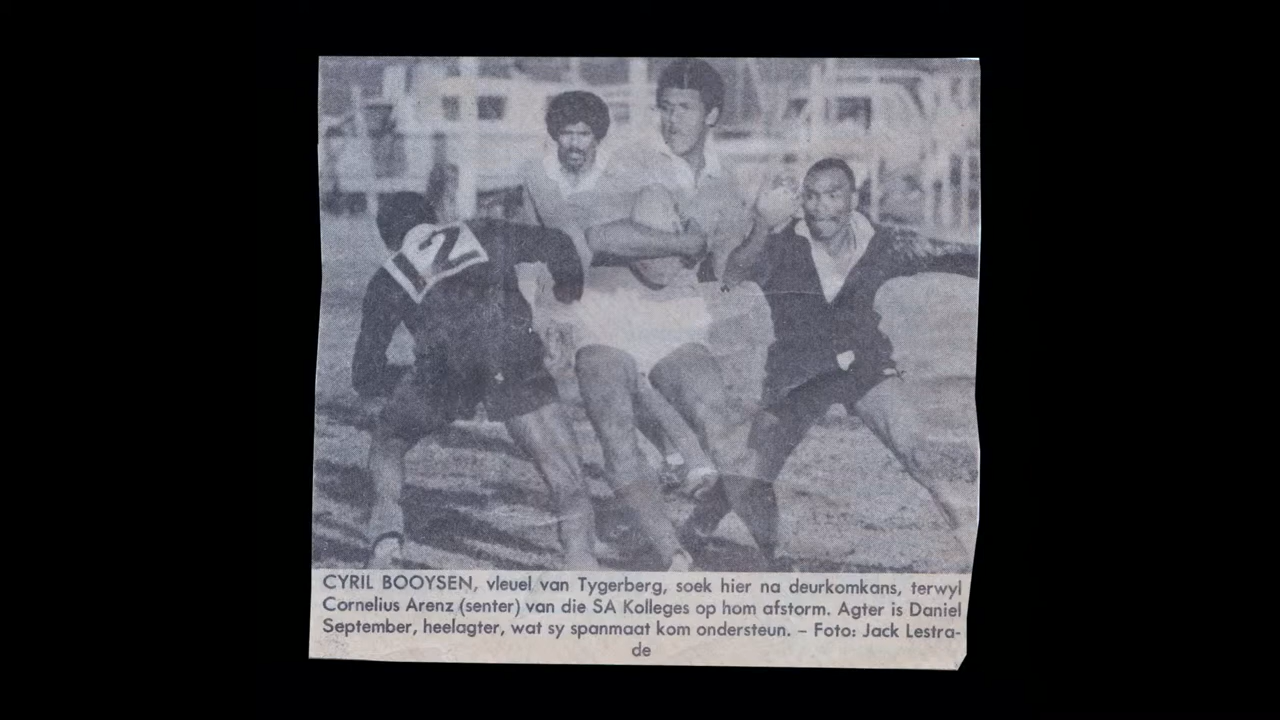 12
CYRIL BOOYSEN, vleuel van Tygerberg, soek hier na deurkomkans, terwyl
Cornelius Arenz (senter) van die SA Kolleges op hom afstorm. Agter is Daniel
September, heelagter, wat sy spanmaat kom ondersteun. – Foto: Jack Lestra-
de